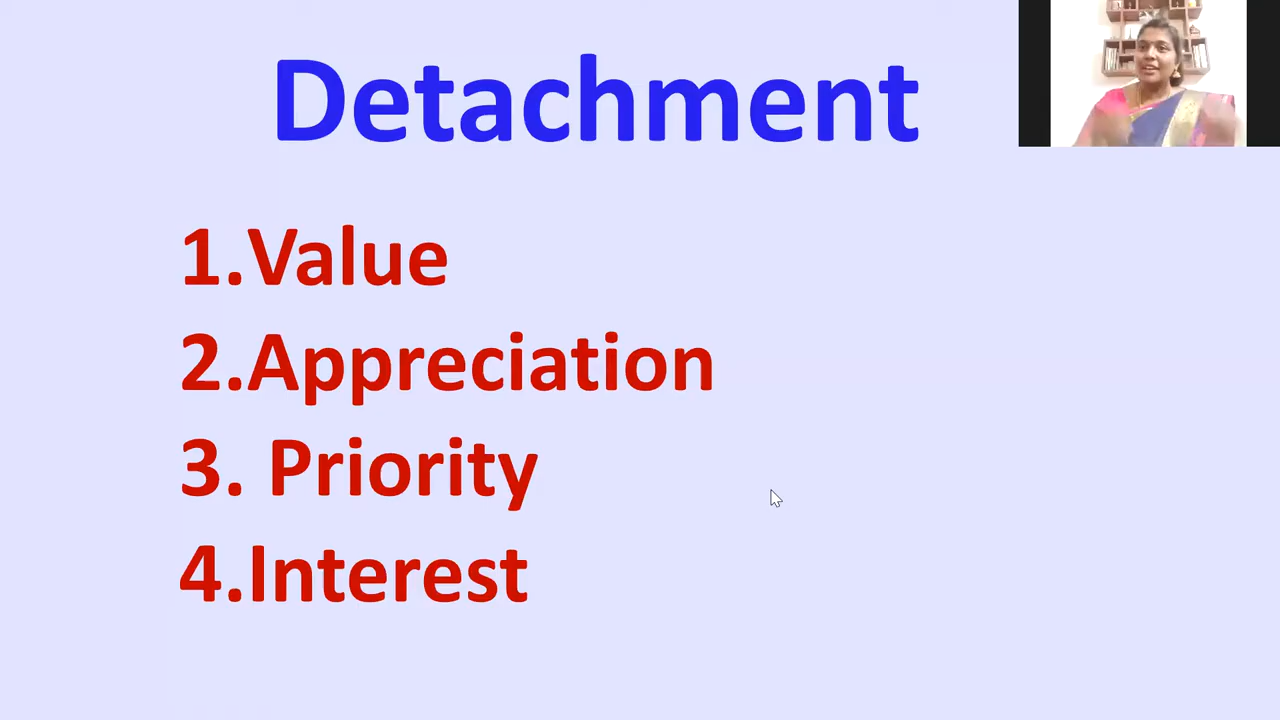 Detachment
1.Value
2.Appreciation
3. Priority
4.Interest